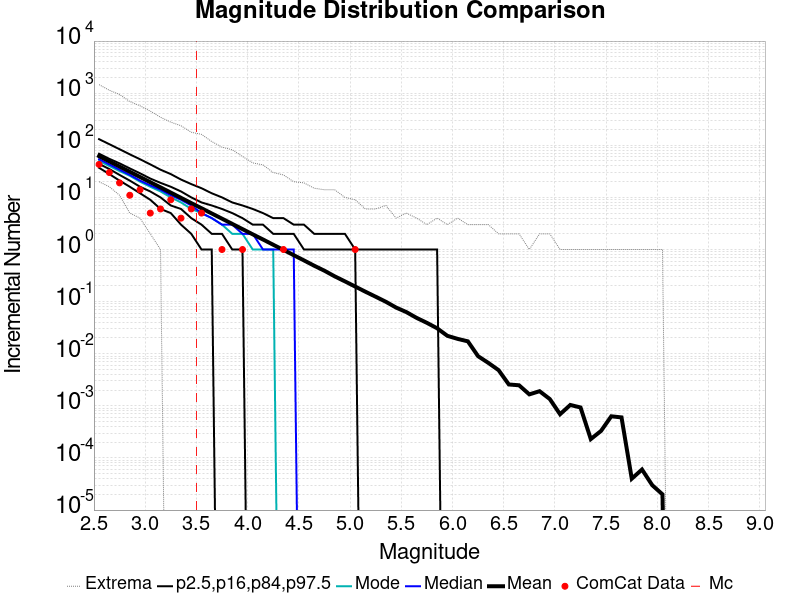 Magnitude Distribution Comparison
10^4
10^3
10^2
10^1
10^0
10^-1
10^-2
10^-3
10^-4
10^-5
Incremental Number
2.5 3.0 3.5 4.0 4.5 5.0 5.5 6.0 6.5 7.0 7.5 8.0 8.5 9.0
Magnitude
Extrema p2.5,p16,p84,p97.5 Mode Median Mean ComCat Data Mc